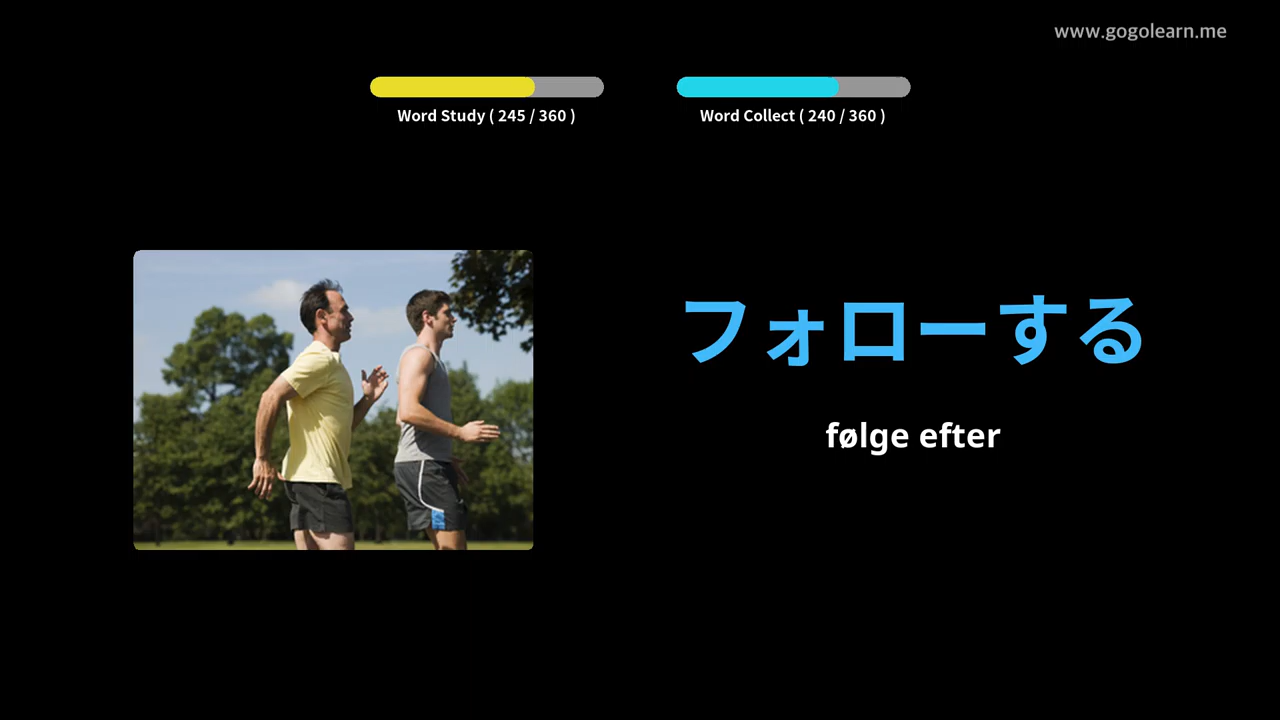 www.gogolearn.me
Word Study ( 245 / 360 )
Word Collect ( 240 / 360 )
フォローする
følge efter